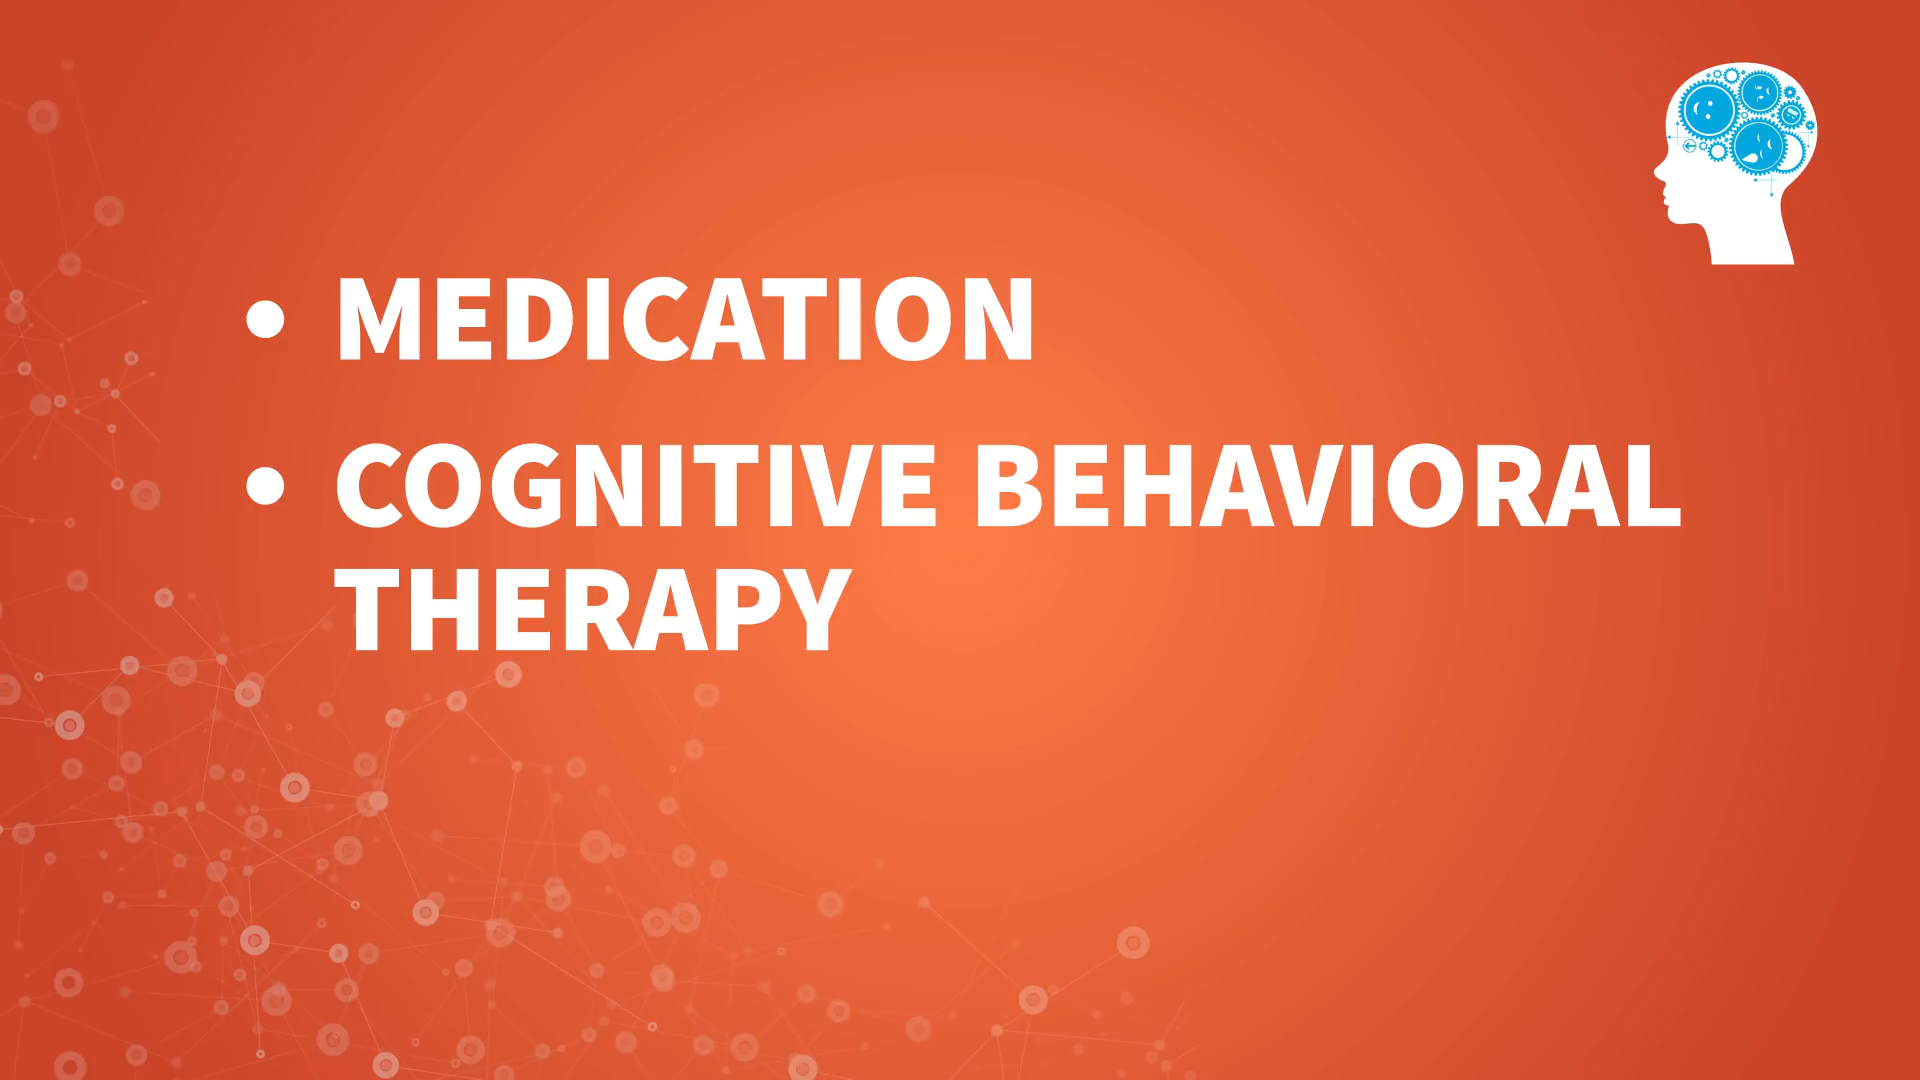 • MEDICATION
• COGNITIVE BEHAVIORAL
THERAPY